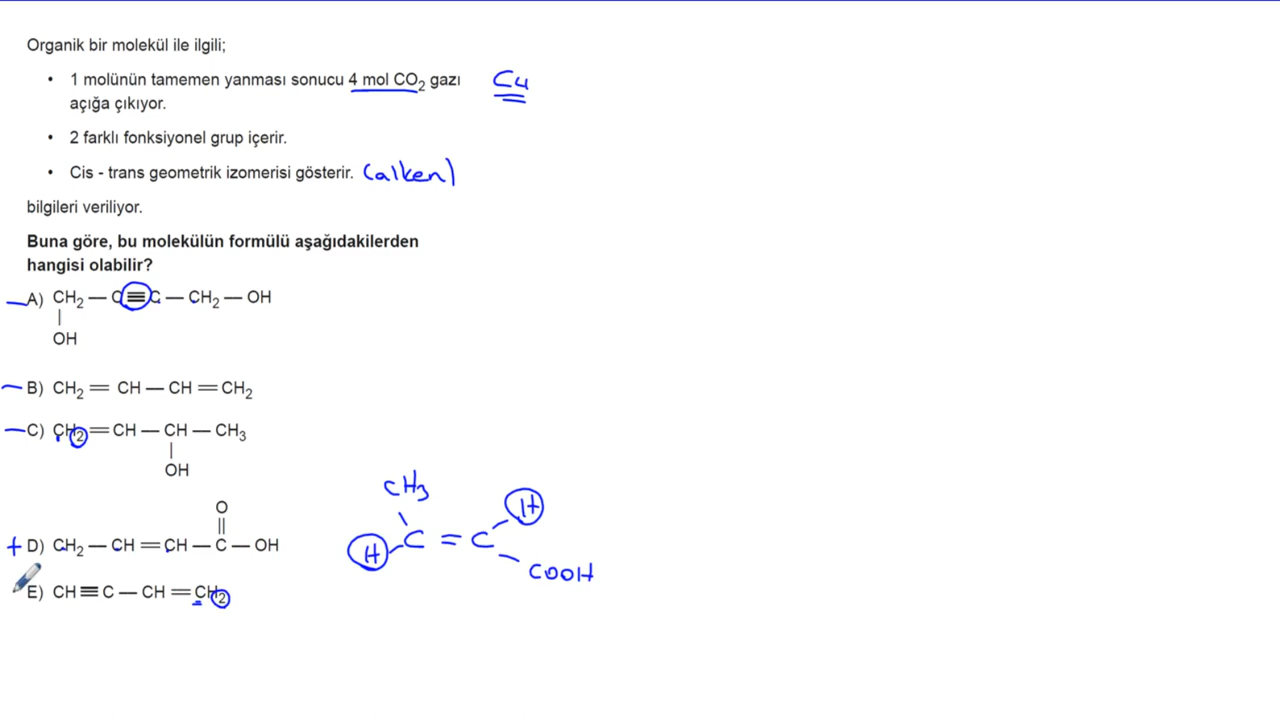 Organik bir molekül ile ilgili;
• 1 molünün tamemen yanması sonucu 4 mol CO₂ gazı C₄
açığa çıkıyor.
• 2 farklı fonksiyonel grup içerir.
• Cis - trans geometrik izomerisi gösterir. (alken)
bilgileri veriliyor.
Buna göre, bu molekülün formülü aşağıdakilerden
hangisi olabilir?
A) CH₂ — C ≡ C — CH₂ — OH
|
OH
B) CH₂ = CH — CH = CH₂
C) CH₂ = CH — CH — CH₃
|
OH
O
||
+ D) CH₂ — CH = CH — C — OH
E) CH ≡ C — CH = CH₂
CH₃
H C = C H
COOH